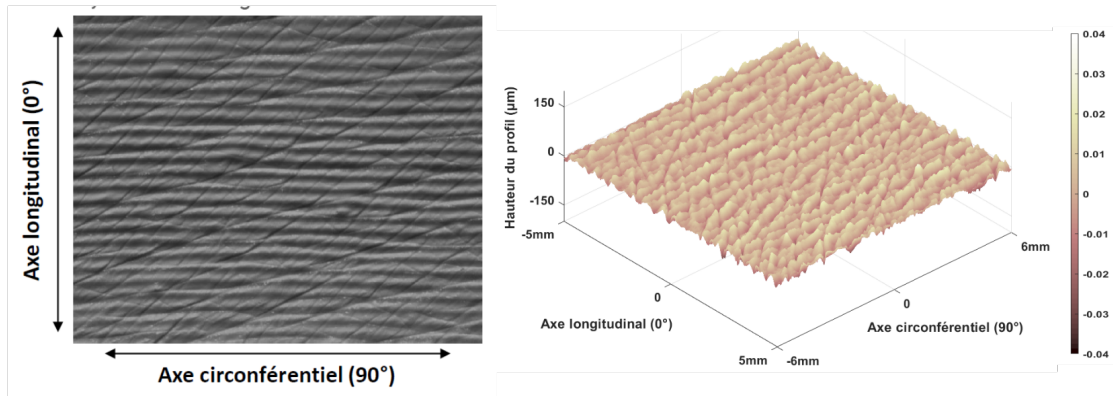 Axe longitudinal (0°)
Axe circonférentiel (90°)
Hauteur du profil (µm)
150
0
-150
-5mm
0
5mm
Axe longitudinal (0°)
-6mm
0
6mm
Axe circonférentiel (90°)
0.04
0.03
0.02
0.01
0
-0.01
-0.02
-0.03
-0.04